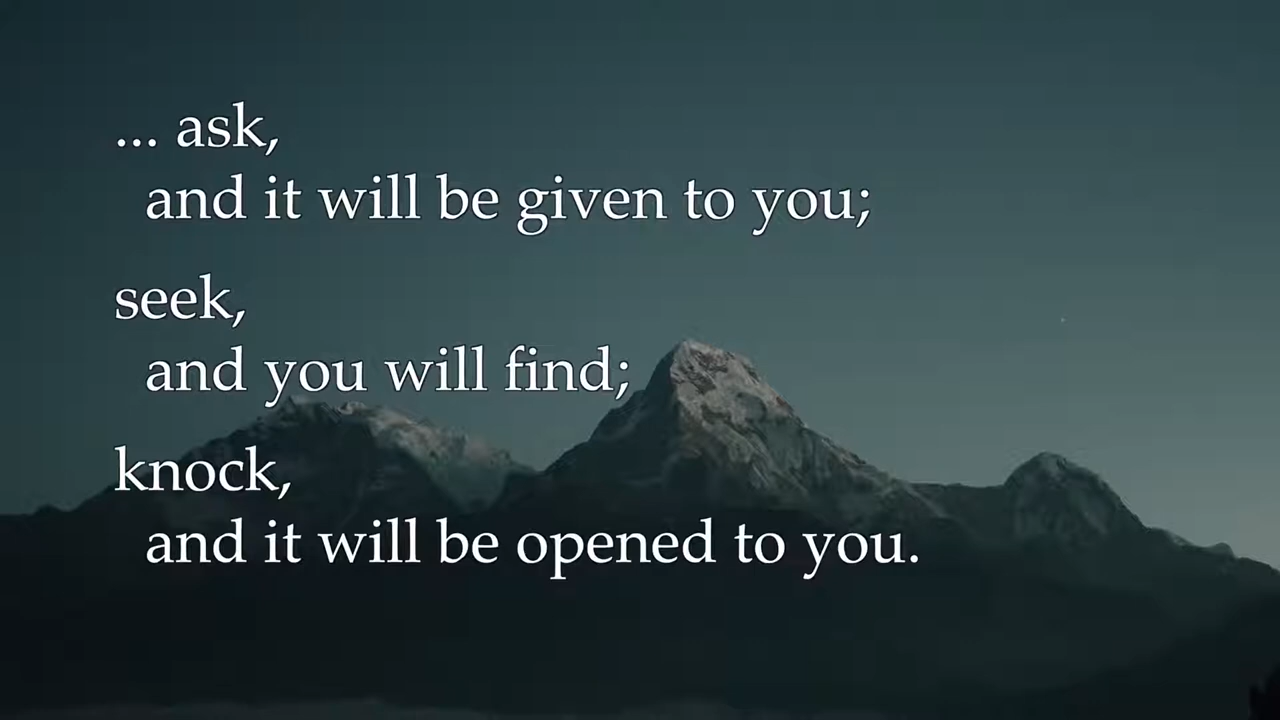 ... ask,
and it will be given to you;
seek,
and you will find;
knock,
and it will be opened to you.